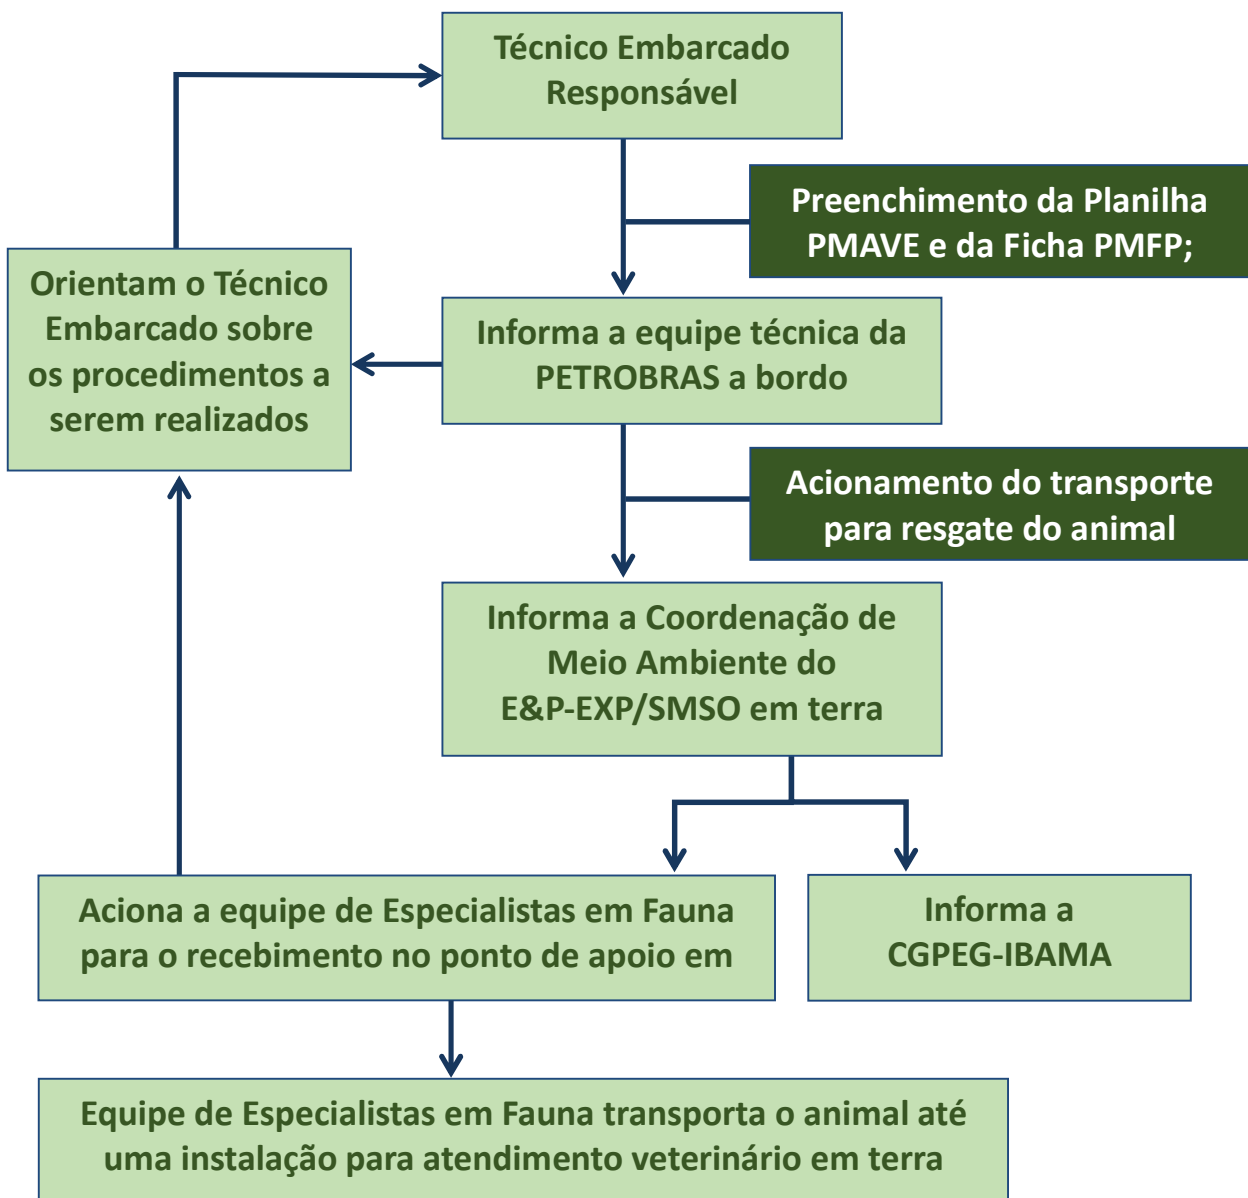 Técnico Embarcado
Responsável
Preenchimento da Planilha
PMAVE e da Ficha PMFP;
Orientam o Técnico
Embarcado sobre
os procedimentos a
serem realizados
Informa a equipe técnica da
PETROBRAS a bordo
Acionamento do transporte
para resgate do animal
Informa a Coordenação de
Meio Ambiente do
E&P-EXP/SMSO em terra
Aciona a equipe de Especialistas em Fauna
para o recebimento no ponto de apoio em
Informa a
CGPEG-IBAMA
Equipe de Especialistas em Fauna transporta o animal até
uma instalação para atendimento veterinário em terra